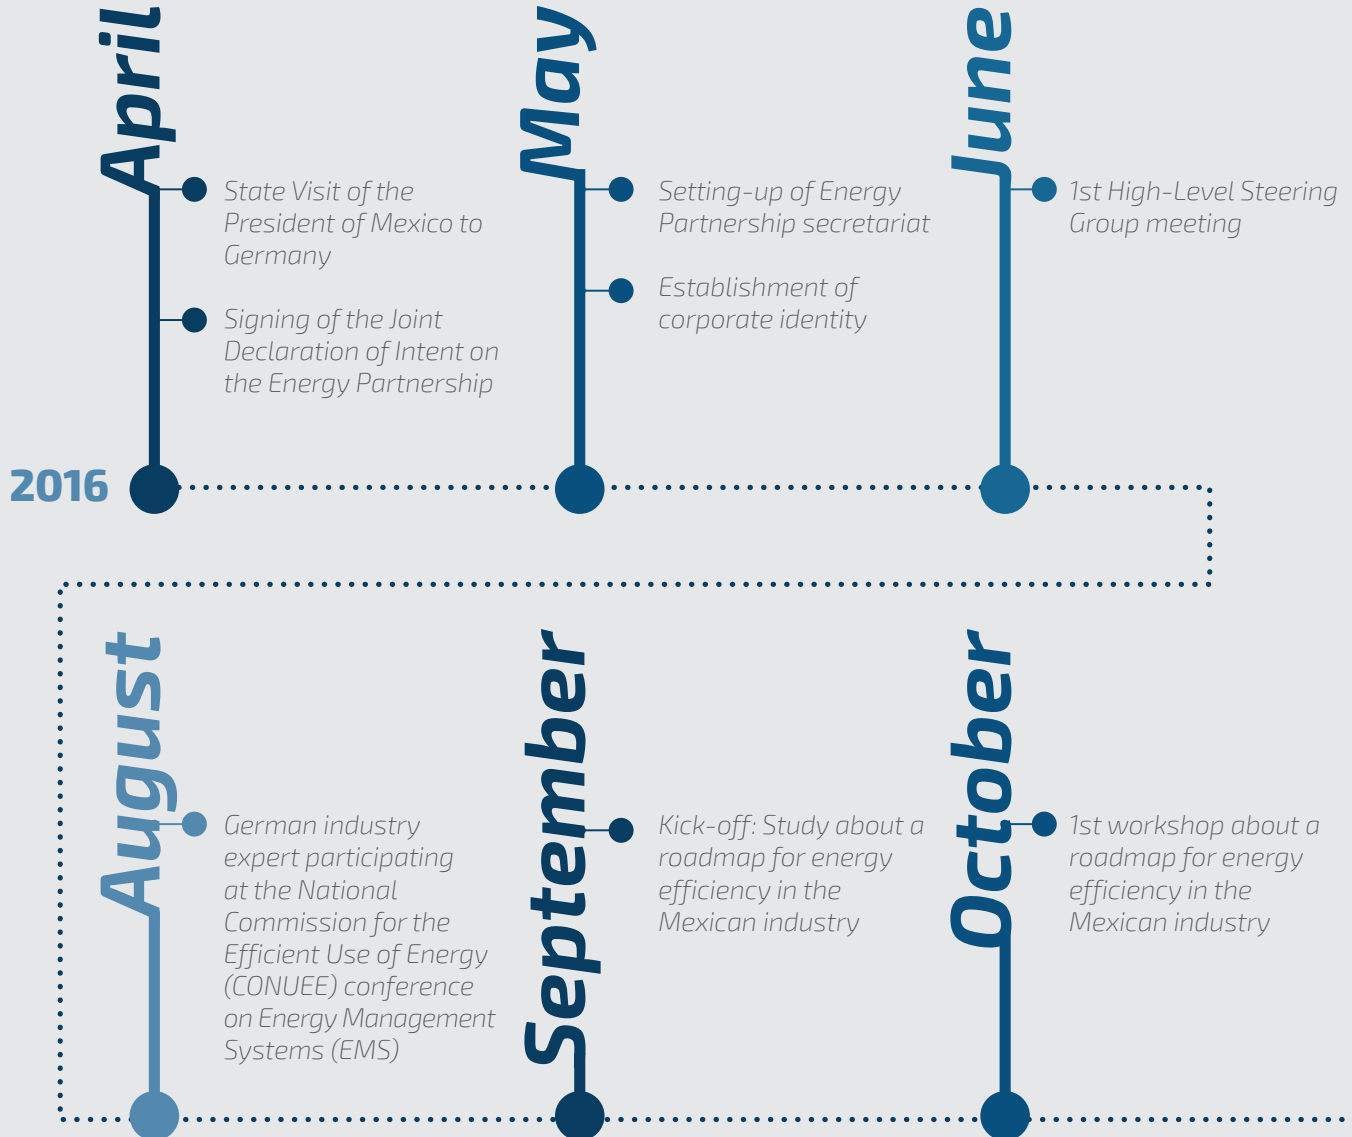 April
State Visit of the
President of Mexico to
Germany
Signing of the Joint
Declaration of Intent on
the Energy Partnership
May
Setting-up of Energy
Partnership secretariat
Establishment of
corporate identity
June
1st High-Level Steering
Group meeting
2016
August
German industry
expert participating
at the National
Commission for the
Efficient Use of Energy
(CONUEE) conference
on Energy Management
Systems (EMS)
September
Kick-off: Study about a
roadmap for energy
efficiency in the
Mexican industry
October
1st workshop about a
roadmap for energy
efficiency in the
Mexican industry